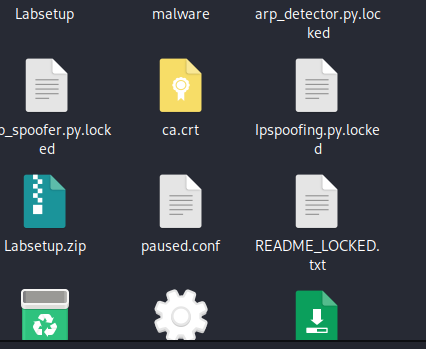 Labsetup
malware
arp_detector.py.loc
ked
o_spoofer.py.lock
ed
ca.crt
Ipspoofing.py.locke
d
Labsetup.zip
paused.conf
README_LOCKED.
txt